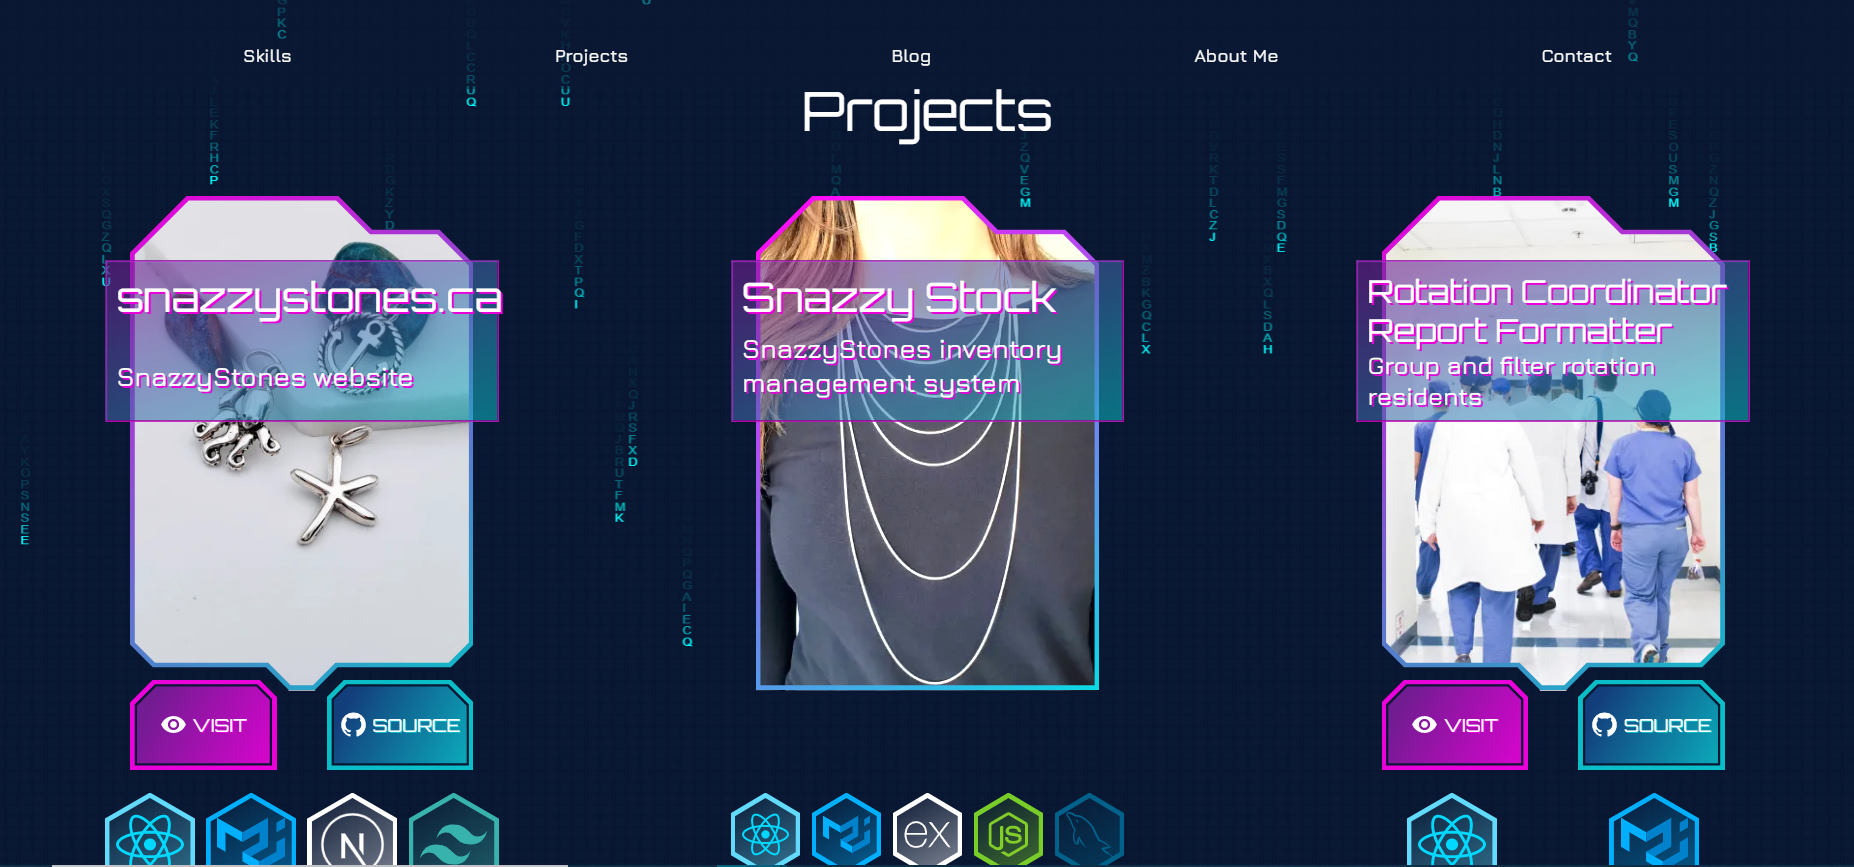 Skills
Projects
Blog
About Me
Contact
Projects
snazzystones.ca
SnazzyStones website
VISIT
SOURCE
Snazzy Stock
SnazzyStones inventory
management system
Rotation Coordinator
Report Formatter
Group and filter rotation
residents
VISIT
SOURCE
N
ex
JS